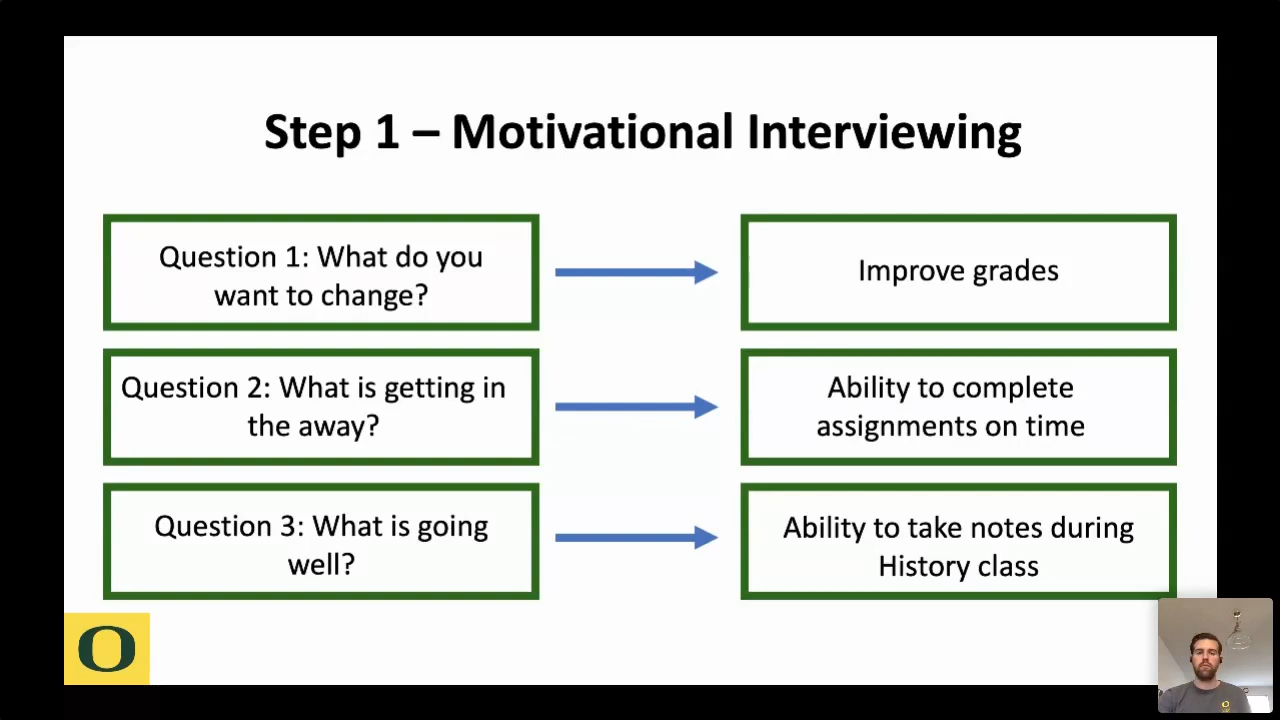 Step 1 – Motivational Interviewing
Question 1: What do you
want to change?
Improve grades
Question 2: What is getting in
the away?
Ability to complete
assignments on time
Question 3: What is going
well?
Ability to take notes during
History class
O